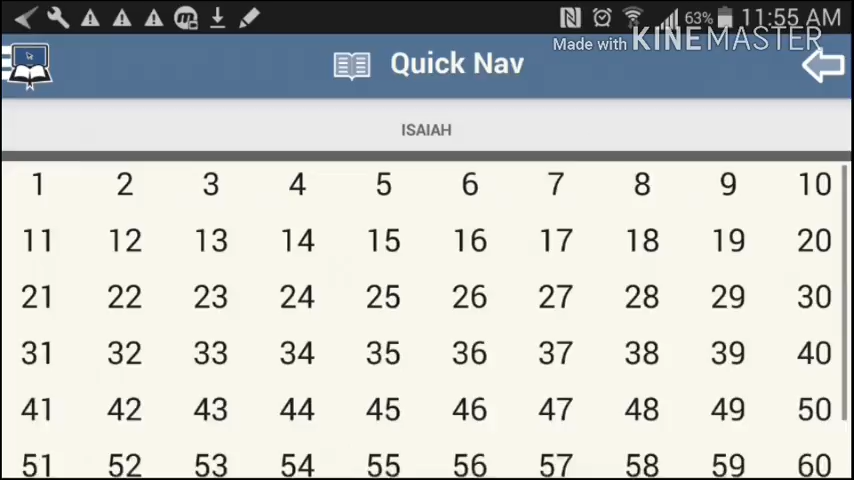 63% 11:55 AM
Made with KINEMASTER
Quick Nav
ISAIAH
1 2 3 4 5 6 7 8 9 10
11 12 13 14 15 16 17 18 19 20
21 22 23 24 25 26 27 28 29 30
31 32 33 34 35 36 37 38 39 40
41 42 43 44 45 46 47 48 49 50
51 52 53 54 55 56 57 58 59 60